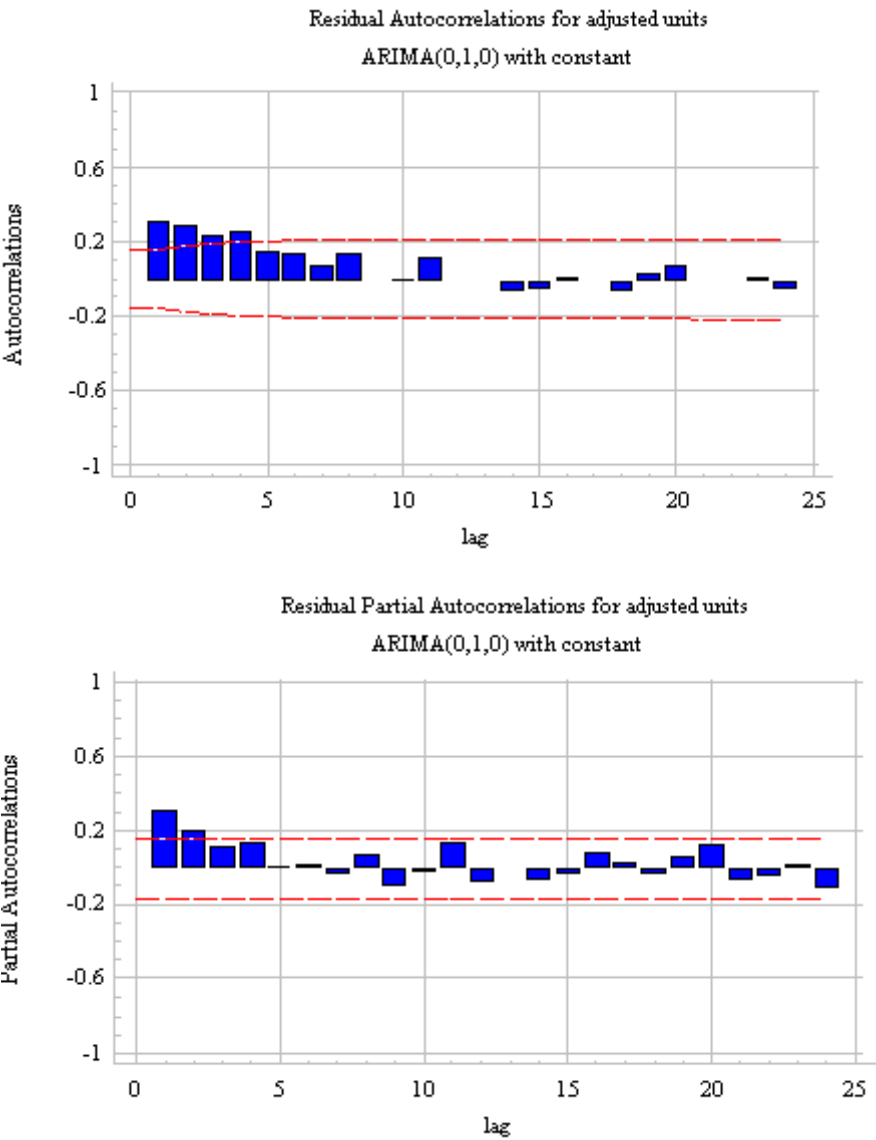 Residual Autocorrelations for adjusted units
ARIMA(0,1,0) with constant
1
0.6
0.2
-0.2
-0.6
-1
Autocorrelations
0 5 10 15 20 25
lag
Residual Partial Autocorrelations for adjusted units
ARIMA(0,1,0) with constant
1
0.6
0.2
-0.2
-0.6
-1
Partial Autocorrelations
0 5 10 15 20 25
lag